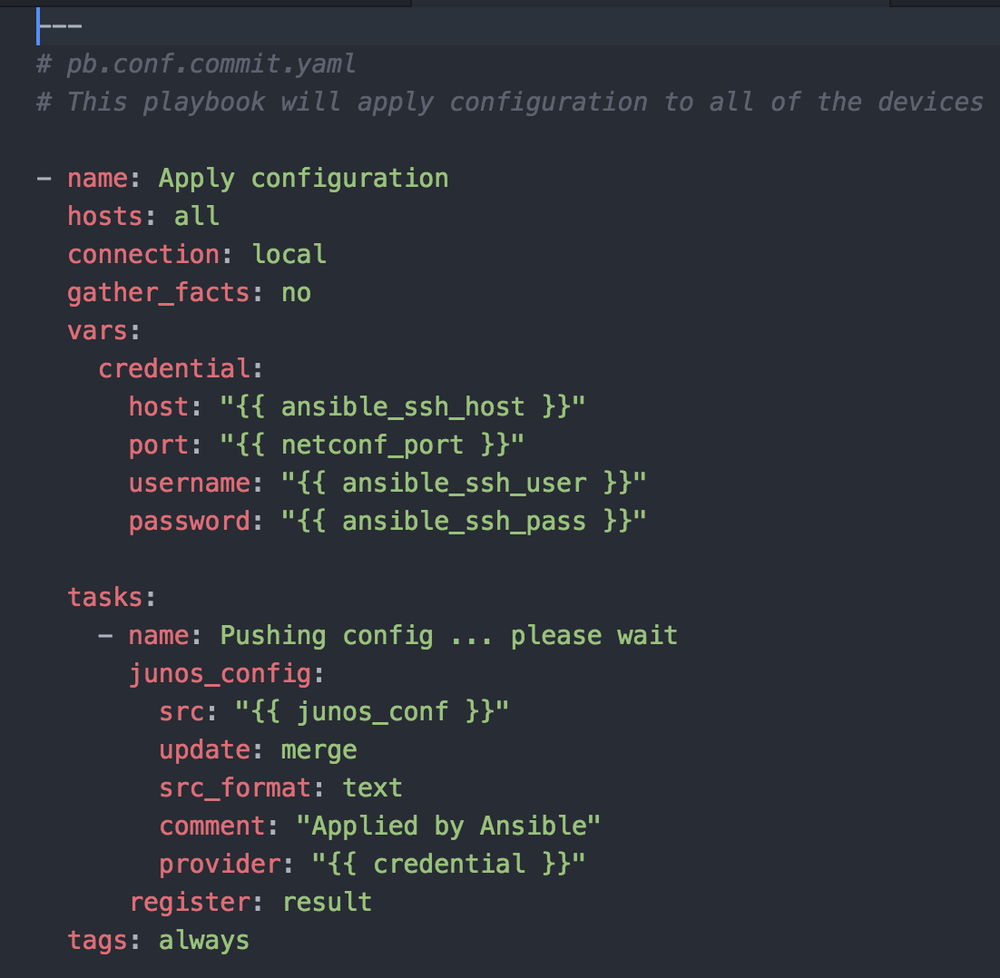 ---
# pb.conf.commit.yaml
# This playbook will apply configuration to all of the devices

- name: Apply configuration
  hosts: all
  connection: local
  gather_facts: no
  vars:
    credential:
      host: "{{ ansible_ssh_host }}"
      port: "{{ netconf_port }}"
      username: "{{ ansible_ssh_user }}"
      password: "{{ ansible_ssh_pass }}"

  tasks:
    - name: Pushing config ... please wait
      junos_config:
        src: "{{ junos_conf }}"
        update: merge
        src_format: text
        comment: "Applied by Ansible"
        provider: "{{ credential }}"
      register: result
  tags: always